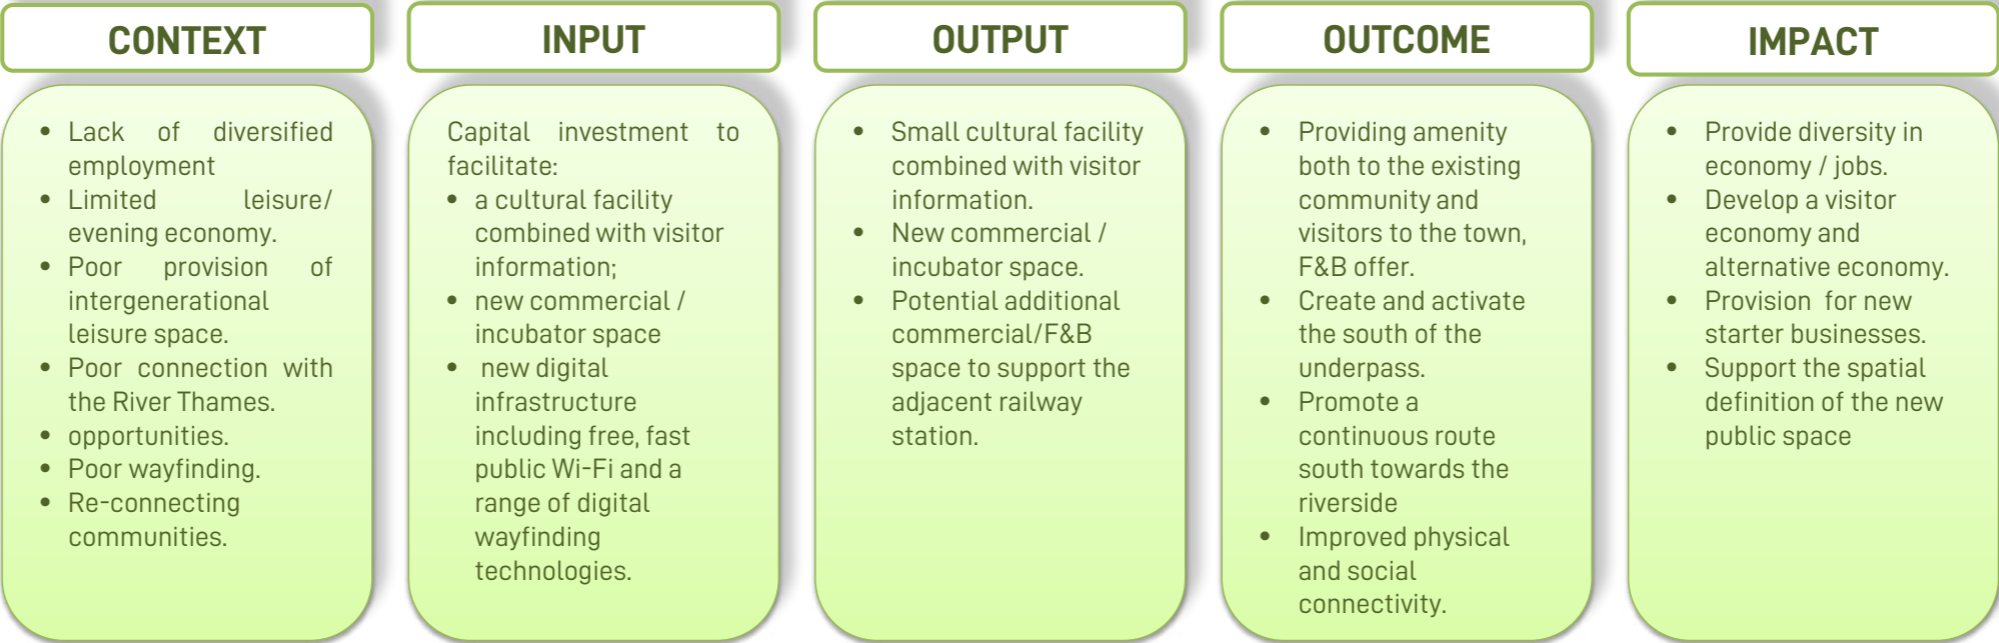 CONTEXT
• Lack of diversified
employment
• Limited leisure/
evening economy.
• Poor provision of
intergenerational
leisure space.
• Poor connection with
the River Thames.
• opportunities.
• Poor wayfinding.
• Re-connecting
communities.
INPUT
Capital investment to
facilitate:
• a cultural facility
combined with visitor
information;
• new commercial /
incubator space
• new digital
infrastructure
including free, fast
public Wi-Fi and a
range of digital
wayfinding
technologies.
OUTPUT
• Small cultural facility
combined with visitor
information.
• New commercial /
incubator space.
• Potential additional
commercial/F&B
space to support the
adjacent railway
station.
OUTCOME
• Providing amenity
both to the existing
community and
visitors to the town,
F&B offer.
• Create and activate
the south of the
underpass.
• Promote a
continuous route
south towards the
riverside
• Improved physical
and social
connectivity.
IMPACT
• Provide diversity in
economy / jobs.
• Develop a visitor
economy and
alternative economy.
• Provision for new
starter businesses.
• Support the spatial
definition of the new
public space